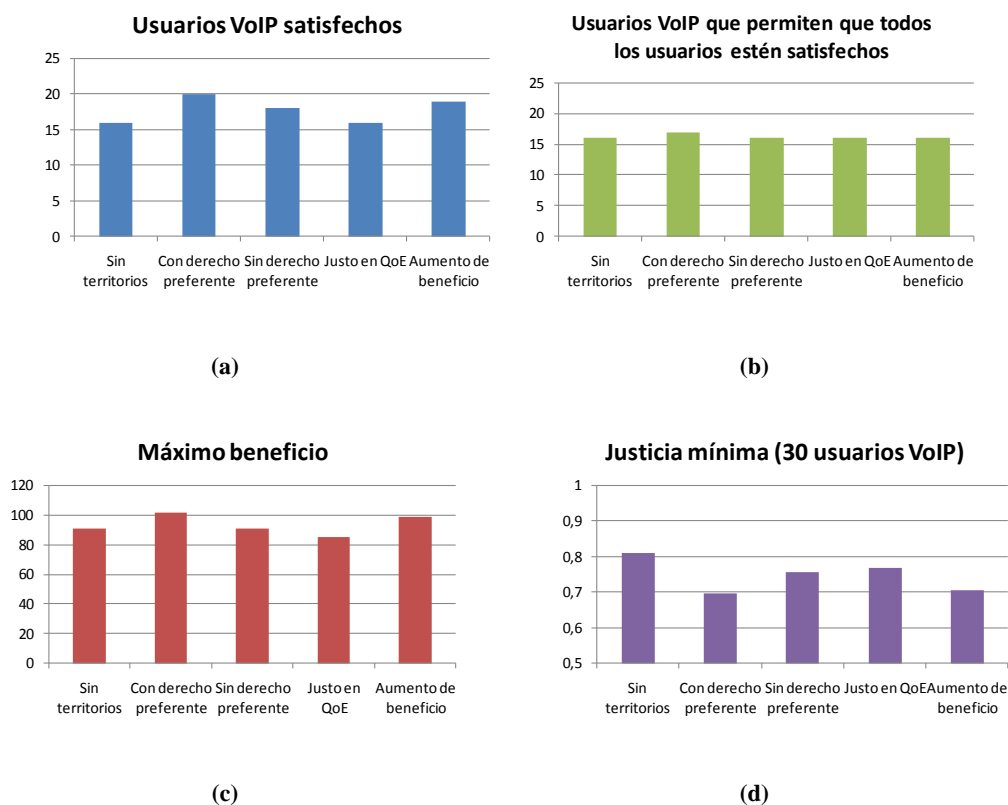 Usuarios VoIP satisfechos
25
20
15
10
5
0
Sin territorios
Con derecho preferente
Sin derecho preferente
Justo en QoE
Aumento de beneficio
(a)
Usuarios VoIP que permiten que todos
los usuarios estén satisfechos
25
20
15
10
5
0
Sin territorios
Con derecho preferente
Sin derecho preferente
Justo en QoE
Aumento de beneficio
(b)
Máximo beneficio
120
100
80
60
40
20
0
Sin territorios
Con derecho preferente
Sin derecho preferente
Justo en QoE
Aumento de beneficio
(c)
Justicia mínima (30 usuarios VoIP)
1
0,9
0,8
0,7
0,6
0,5
Sin territorios
Con derecho preferente
Sin derecho preferente
Justo en QoE
Aumento de beneficio
(d)